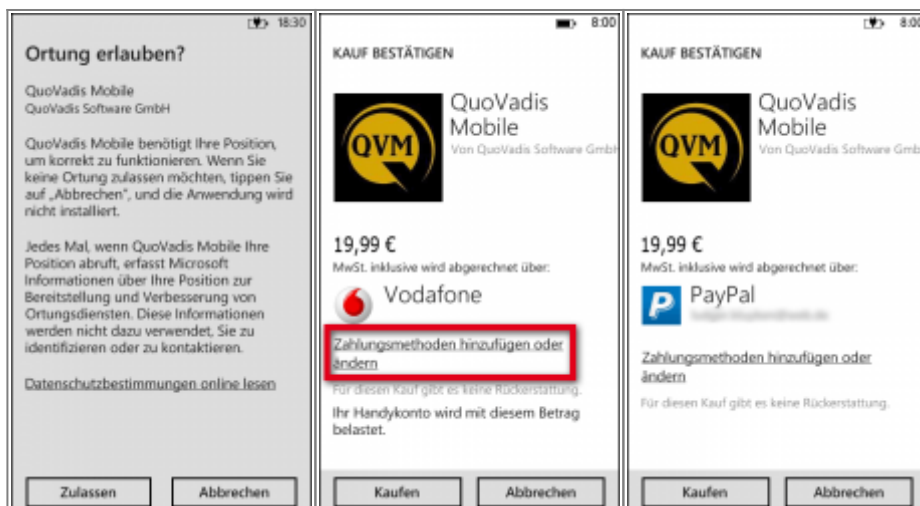 18:30
Ortung erlauben?
QuoVadis Mobile
QuoVadis Software GmbH
QuoVadis Mobile benötigt Ihre Position,
um korrekt zu funktionieren. Wenn Sie
keine Ortung zulassen möchten, tippen Sie
auf „Abbrechen“, und die Anwendung wird
nicht installiert.
Jedes Mal, wenn QuoVadis Mobile Ihre
Position abruft, erfasst Microsoft
Informationen über Ihre Position zur
Bereitstellung und Verbesserung von
Ortungsdiensten. Diese Informationen
werden nicht dazu verwendet, Sie zu
identifizieren oder zu kontaktieren.
Datenschutzbestimmungen online lesen
Zulassen
Abbrechen
8:00
KAUF BESTÄTIGEN
QVM
QuoVadis
Mobile
Von QuoVadis Software GmbH
19,99 €
MwSt. inklusive wird abgerechnet über:
Vodafone
Zahlungsmethoden hinzufügen oder
ändern
Für diesen Kauf gibt es keine Rückerstattung.
Ihr Handykonto wird mit diesem Betrag
belastet.
Kaufen
Abbrechen
8:00
KAUF BESTÄTIGEN
QVM
QuoVadis
Mobile
Von QuoVadis Software Gmb
19,99 €
MwSt. inklusive wird abgerechnet über:
P PayPal
Zahlungsmethoden hinzufügen oder
ändern
Für diesen Kauf gibt es keine Rückerstattung.
Kaufen
Abbrechen